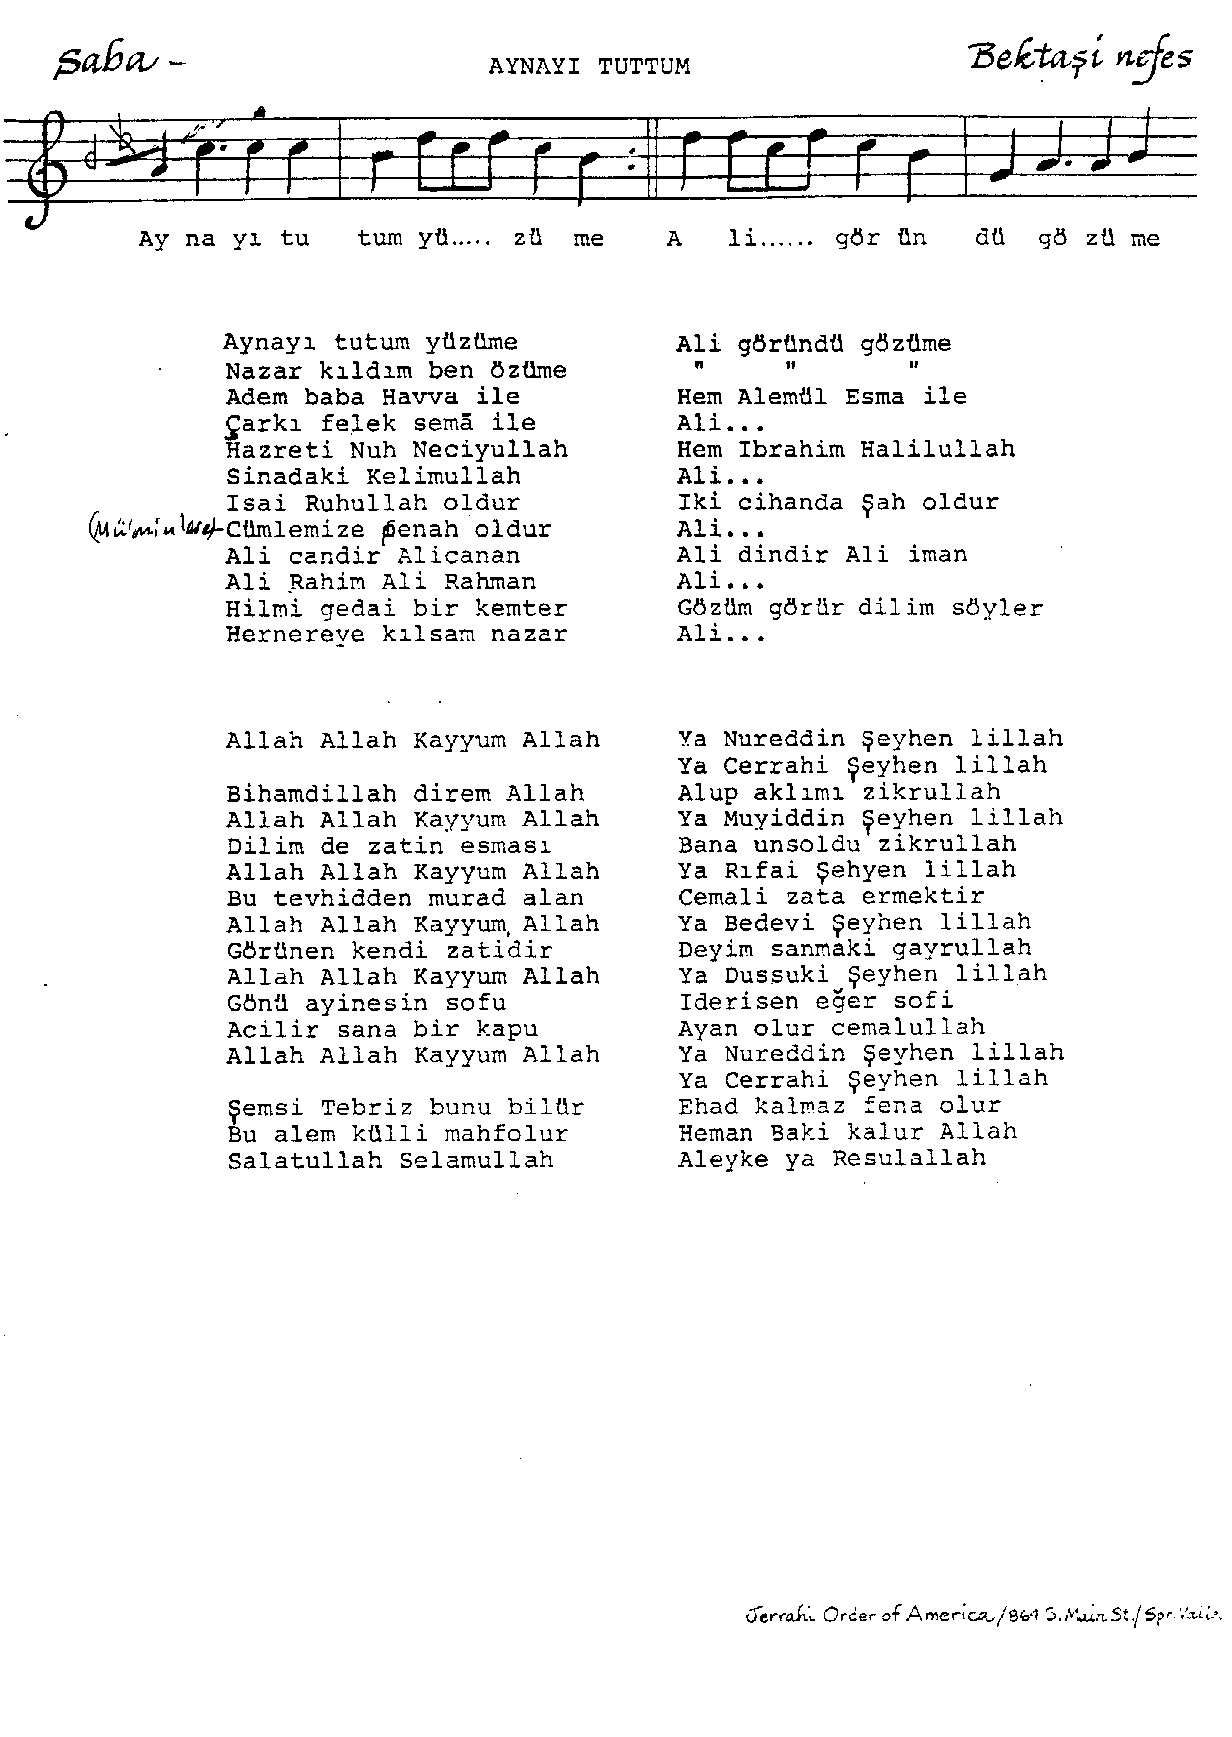 Saba - AYNAYI TUTTUM Bektaşi nefes
Ay na yı tu tum yü..... zü me A li...... gör ün dü gö zü me
Aynayı tutum yüzüme Ali göründü gözüme
Nazar kıldım ben özüme " " "
Adem baba Havva ile Hem Alemül Esma ile
Çarkı felek semā ile Ali...
Hazreti Nuh Neciyullah Hem Ibrahim Halilullah
Sinadaki Kelimullah Ali...
Isai Ruhullah oldur Iki cihanda Şah oldur
Cümlemize penah oldur Ali...
Ali candir Alicanan Ali dindir Ali iman
Ali Rahim Ali Rahman Ali...
Hilmi gedai bir kemter Gözüm görür dilim söyler
Hernereye kılsam nazar Ali...
Allah Allah Kayyum Allah Ya Nureddin Şeyhen lillah
Ya Cerrahi Şeyhen lillah
Bihamdillah direm Allah Alup aklımı zikrullah
Allah Allah Kayyum Allah Ya Muyiddin Şeyhen lillah
Dilim de zatin esması Bana unsoldu zikrullah
Allah Allah Kayyum Allah Ya Rıfai Şehyen lillah
Bu tevhidden murad alan Cemali zata ermektir
Allah Allah Kayyum, Allah Ya Bedevi Şeyhen lillah
Görünen kendi zatidir Deyim sanmaki gayrullah
Allah Allah Kayyum Allah Ya Dussuki Şeyhen lillah
Gönü ayinesin sofu Iderisen eğer sofi
Acilir sana bir kapu Ayan olur cemalullah
Allah Allah Kayyum Allah Ya Nureddin Şeyhen lillah
Ya Cerrahi Şeyhen lillah
Şemsi Tebriz bunu bilür Ehad kalmaz fena olur
Bu alem külli mahfolur Heman Baki kalur Allah
Salatullah Selamullah Aleyke ya Resulallah
Jerrahi Order of America/864 S. Main St./Spr.